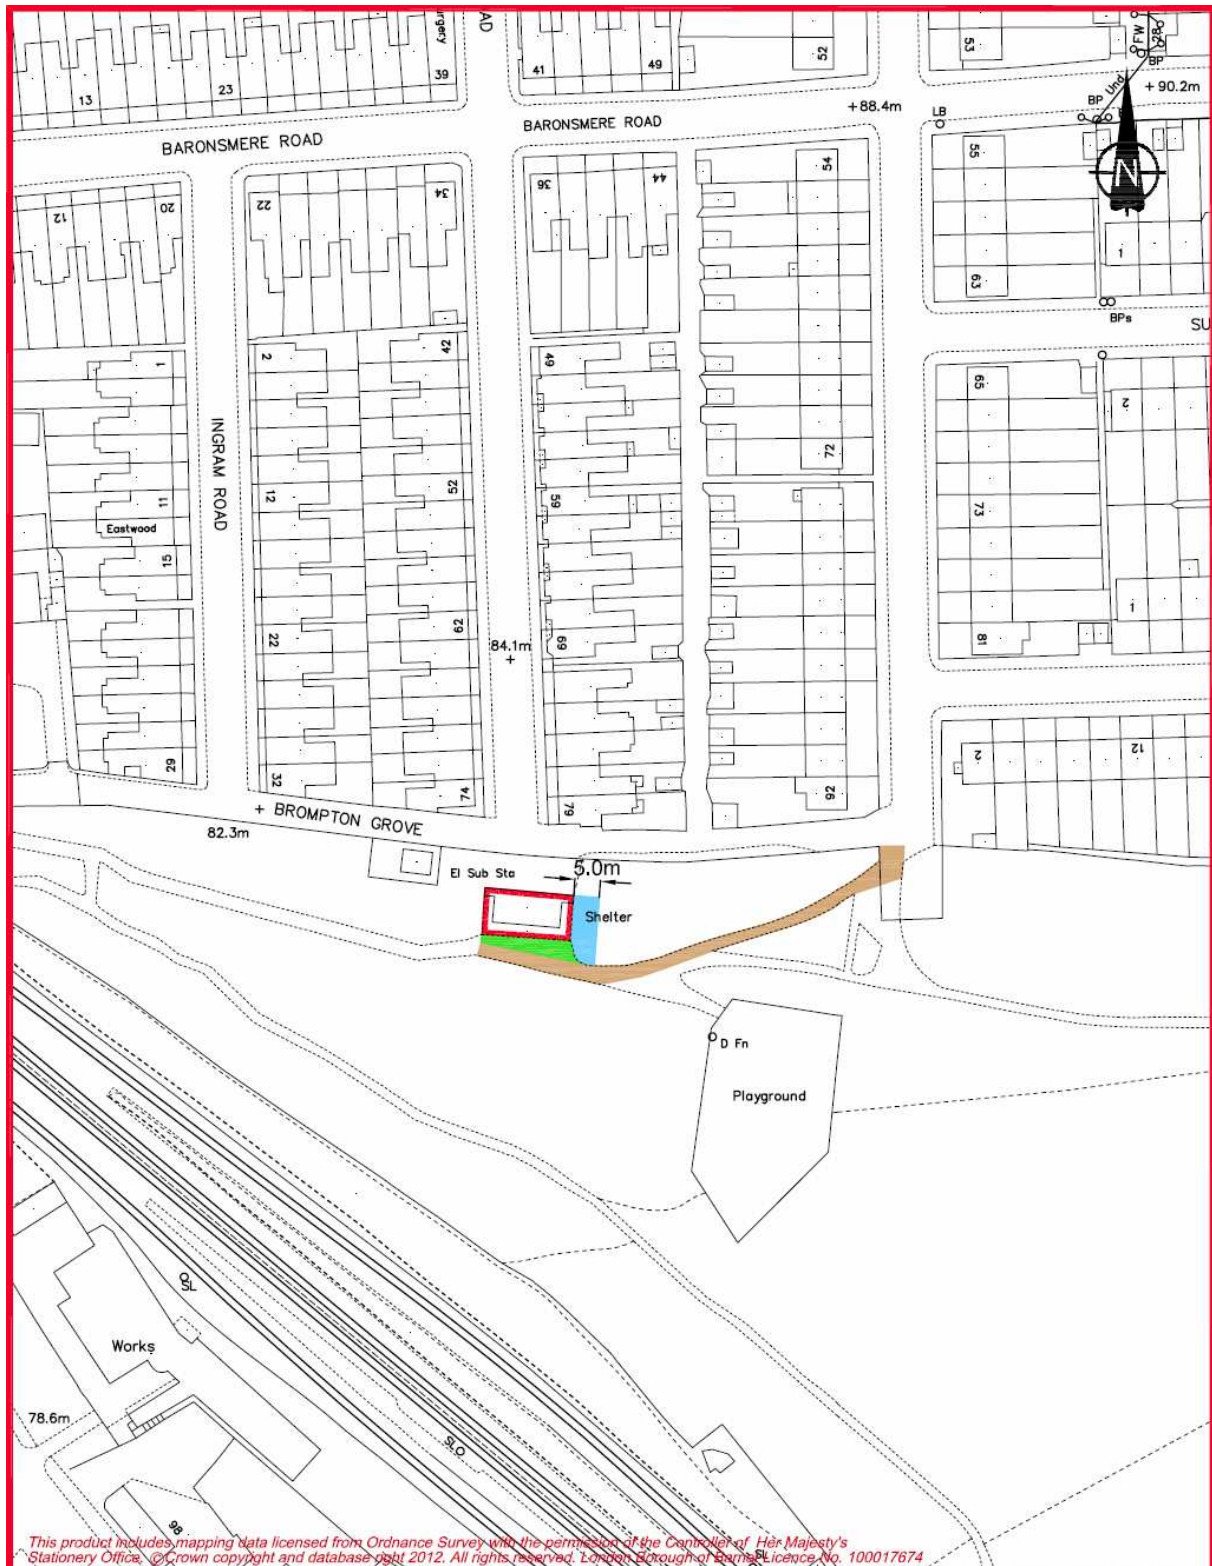 urgery
AD
39
41
49
52
53
FW
28
BP
Und
+ 90.2m
13
23
+88.4m
LB
BP
BARONSMERE ROAD
BARONSMERE ROAD
N
12
20
22
34
36
44
54
55
63
1
BPs
SU
1
2
42
49
65
2
INGRAM ROAD
72
11
12
52
59
73
Eastwood
15
22
62
84.1m
+
69
81
1
29
32
74
79
92
2
12
+ BROMPTON GROVE
82.3m
El Sub Sta
5.0m
Shelter
D Fn
Playground
SL
Works
78.6m
SL
98
SL
This product includes mapping data licensed from Ordnance Survey with the permission of the Controller of Her Majesty's
Stationery Office, © Crown copyright and database right 2012. All rights reserved. London Borough of Barnet Licence No. 100017674